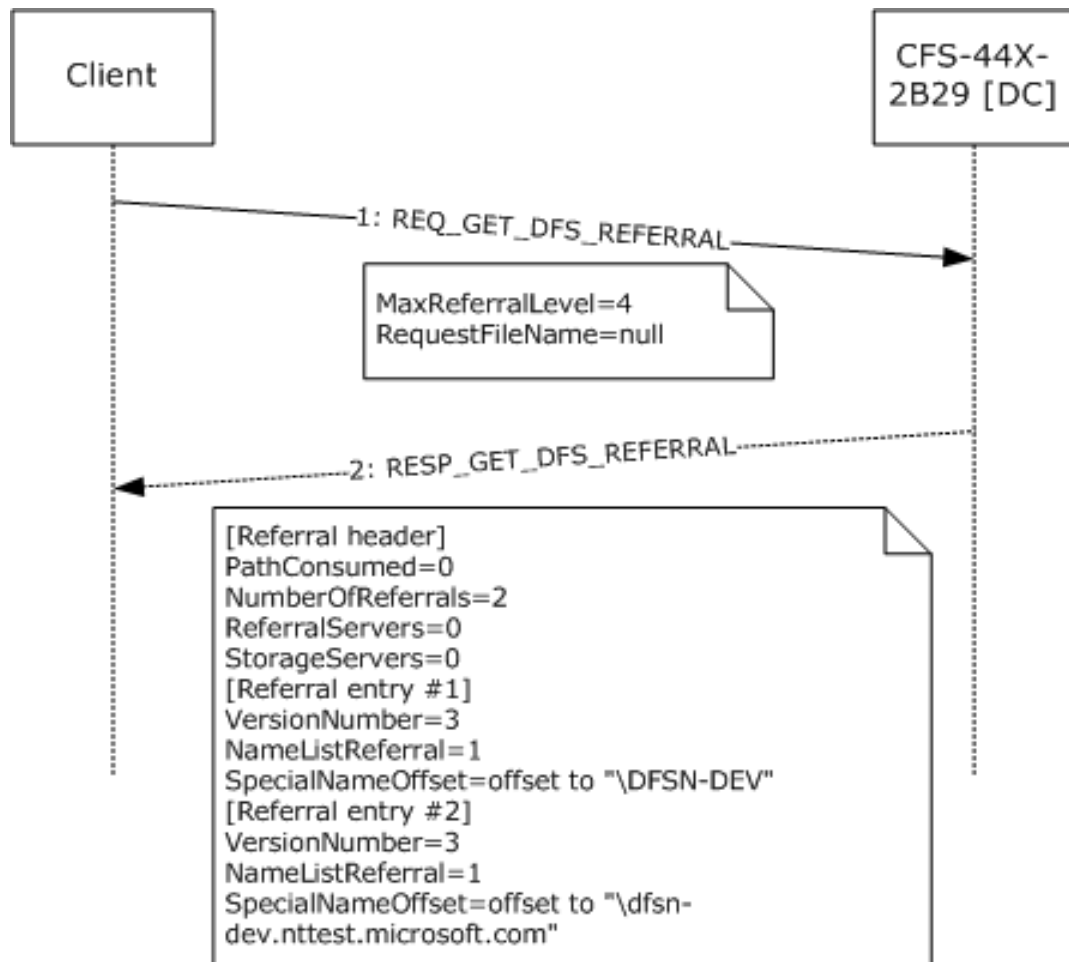 Client
CFS-44X-
2B29 [DC]
1: REQ_GET_DFS_REFERRAL
MaxReferralLevel=4
RequestFileName=null
2: RESP_GET_DFS_REFERRAL
[Referral header]
PathConsumed=0
NumberOfReferrals=2
ReferralServers=0
StorageServers=0
[Referral entry #1]
VersionNumber=3
NameListReferral=1
SpecialNameOffset=offset to "\DFSN-DEV"
[Referral entry #2]
VersionNumber=3
NameListReferral=1
SpecialNameOffset=offset to "\dfsn-
dev.nttest.microsoft.com"